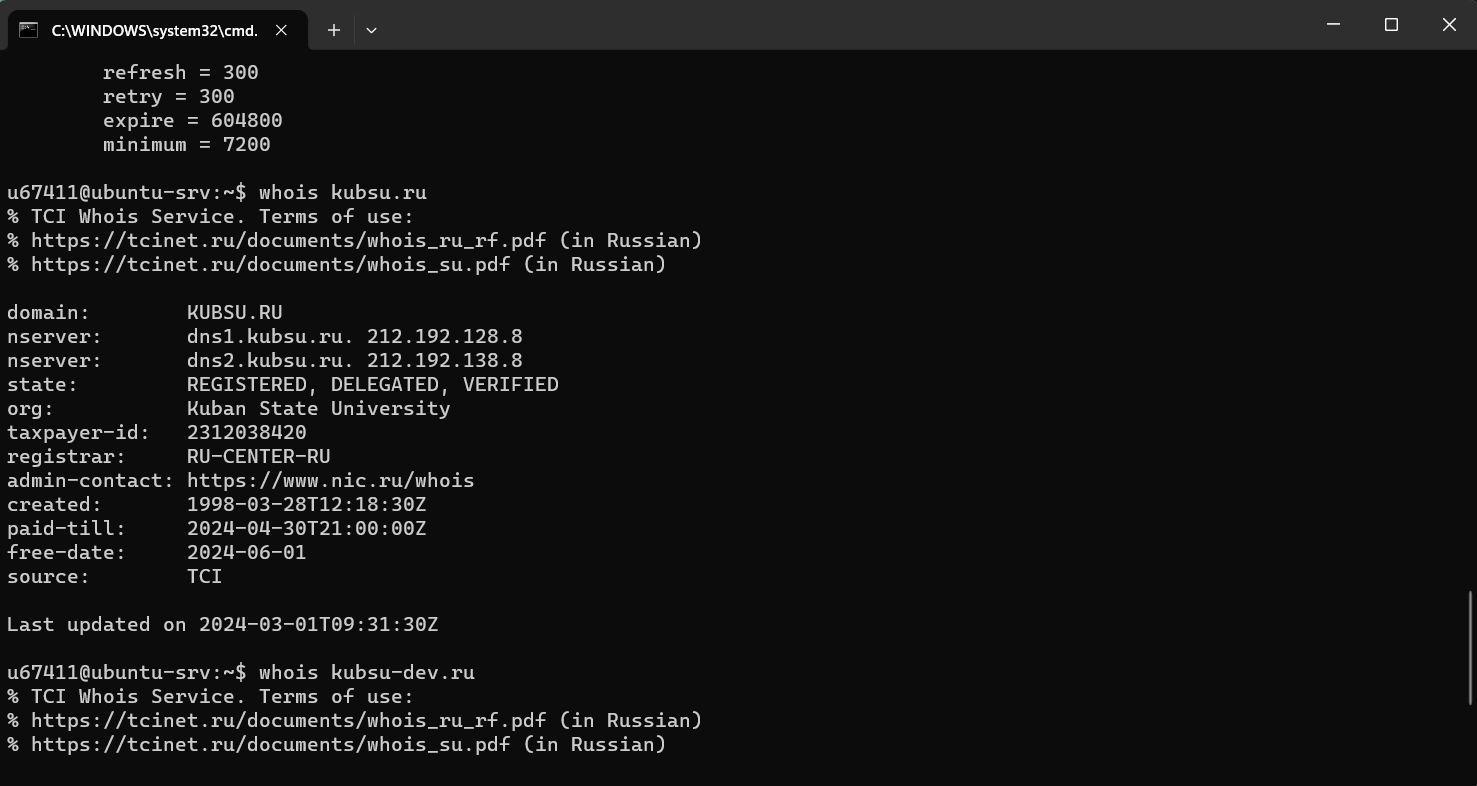 C:\WINDOWS\system32\cmd.
refresh = 300
retry = 300
expire = 604800
minimum = 7200
u67411@ubuntu-srv:~$ whois kubsu.ru
% TCI Whois Service. Terms of use:
% https://tcinet.ru/documents/whois_ru_rf.pdf (in Russian)
% https://tcinet.ru/documents/whois_su.pdf (in Russian)
domain:        KUBSU.RU
nserver:       dns1.kubsu.ru. 212.192.128.8
nserver:       dns2.kubsu.ru. 212.192.138.8
state:         REGISTERED, DELEGATED, VERIFIED
org:           Kuban State University
taxpayer-id:   2312038420
registrar:     RU-CENTER-RU
admin-contact: https://www.nic.ru/whois
created:       1998-03-28T12:18:30Z
paid-till:     2024-04-30T21:00:00Z
free-date:     2024-06-01
source:        TCI
Last updated on 2024-03-01T09:31:30Z
u67411@ubuntu-srv:~$ whois kubsu-dev.ru
% TCI Whois Service. Terms of use:
% https://tcinet.ru/documents/whois_ru_rf.pdf (in Russian)
% https://tcinet.ru/documents/whois_su.pdf (in Russian)